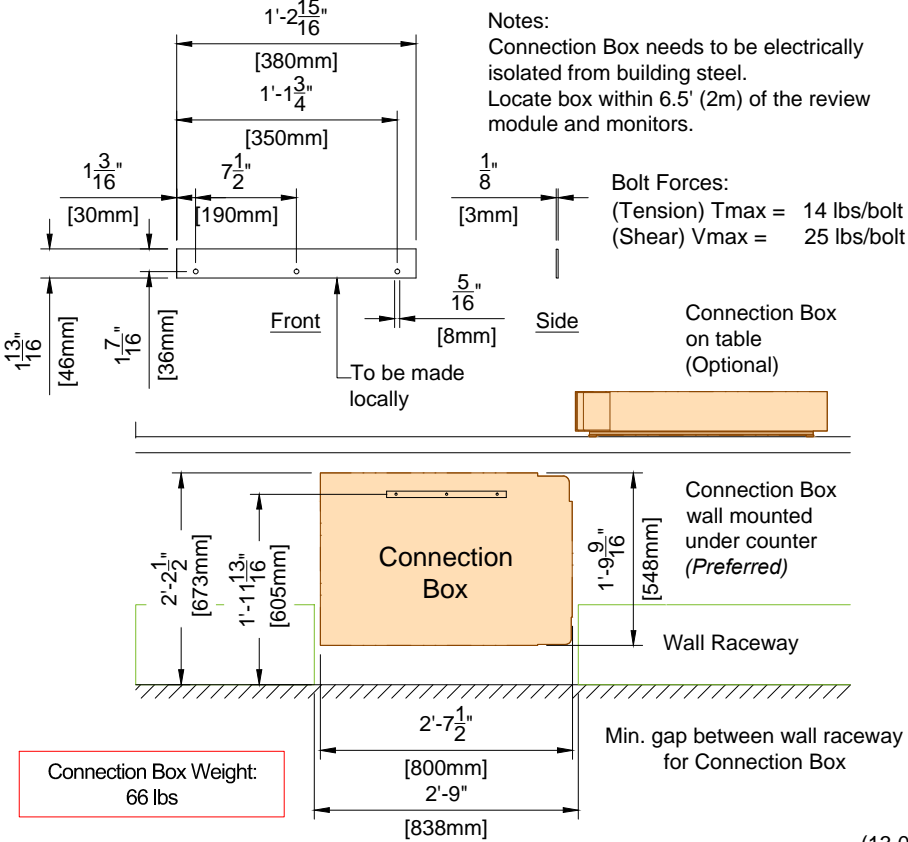 1'-2 15/16"
[380mm]
1'-1 3/4"
[350mm]
1 3/16"
[30mm]
7 1/2"
[190mm]
1/8"
[3mm]
Notes:
Connection Box needs to be electrically
isolated from building steel.
Locate box within 6.5' (2m) of the review
module and monitors.
Bolt Forces:
(Tension) Tmax = 14 lbs/bolt
(Shear) Vmax = 25 lbs/bolt
1 13/16"
[46mm]
1 7/16"
[36mm]
Front
5/16"
[8mm]
Side
To be made
locally
Connection Box
on table
(Optional)
2'-2 1/2"
[673mm]
1'-11 13/16"
[605mm]
Connection
Box
1'-9 9/16"
[548mm]
Connection Box
wall mounted
under counter
(Preferred)
Wall Raceway
2'-7 1/2"
[800mm]
2'-9"
[838mm]
Min. gap between wall raceway
for Connection Box
Connection Box Weight:
66 lbs